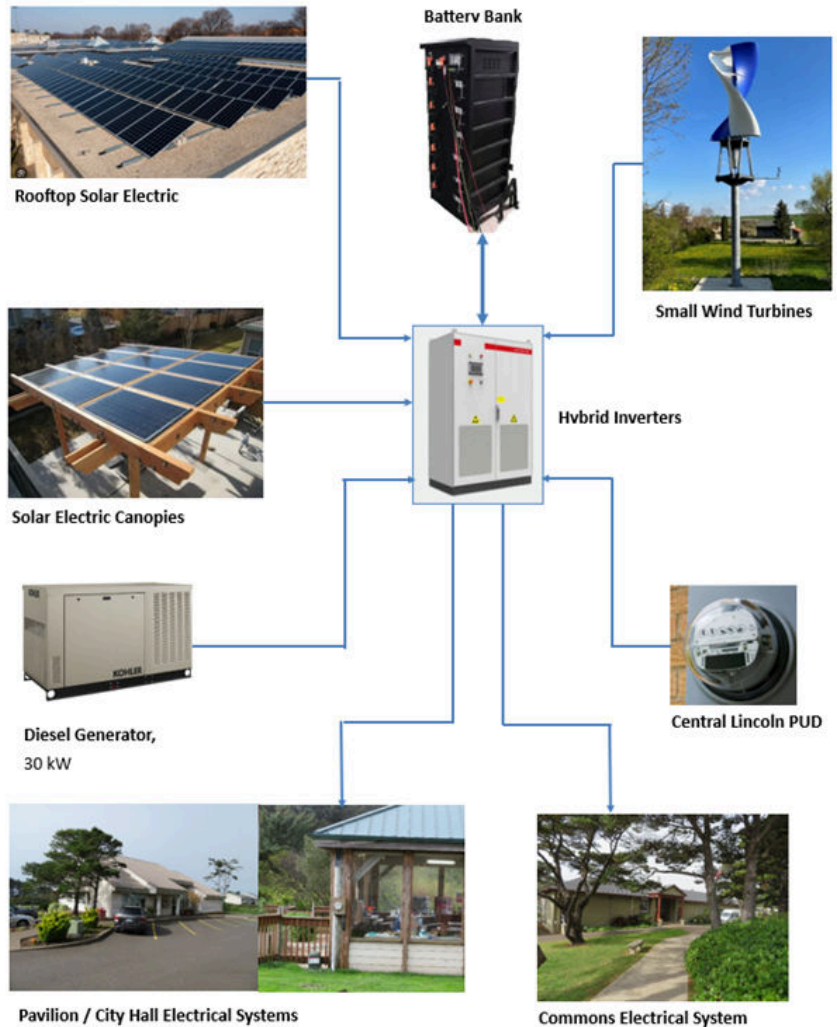 Battery Bank
Rooftop Solar Electric
Small Wind Turbines
Hybrid Inverters
Solar Electric Canopies
KOHLER
Diesel Generator,
30 kW
Central Lincoln PUD
Pavilion / City Hall Electrical Systems
Commons Electrical System